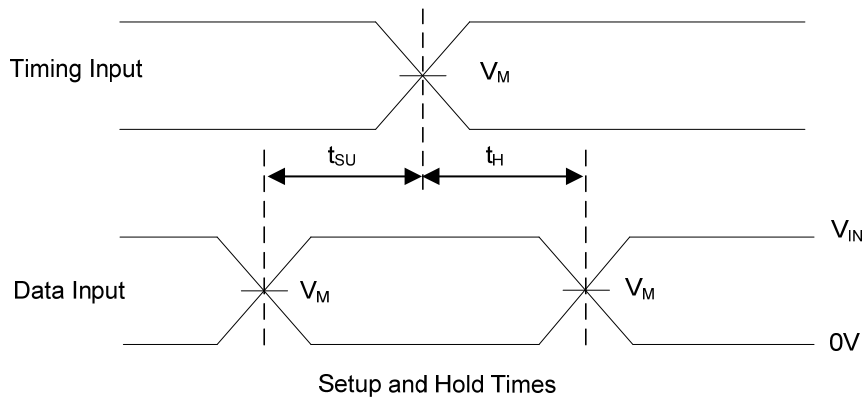 Timing Input
V_M
t_SU
t_H
V_IN
Data Input
V_M
V_M
0V
Setup and Hold Times